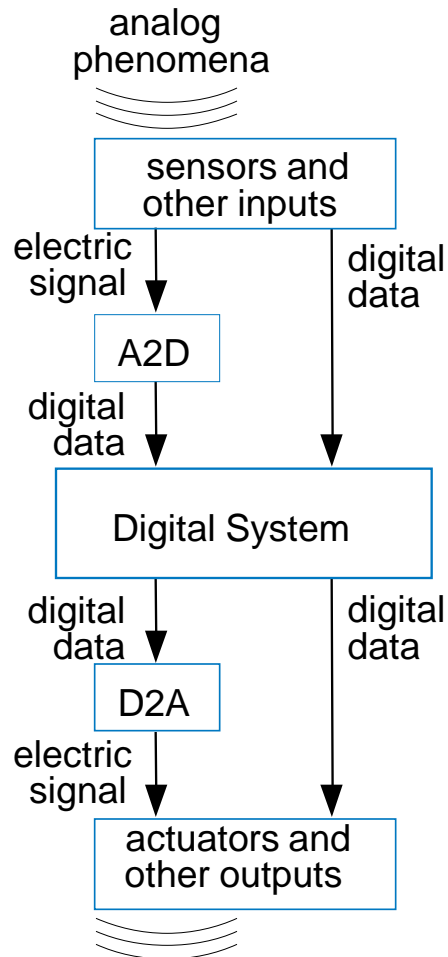 analog
phenomena
sensors and
other inputs
electric
signal
digital
data
A2D
digital
data
Digital System
digital
data
digital
data
D2A
electric
signal
actuators and
other outputs